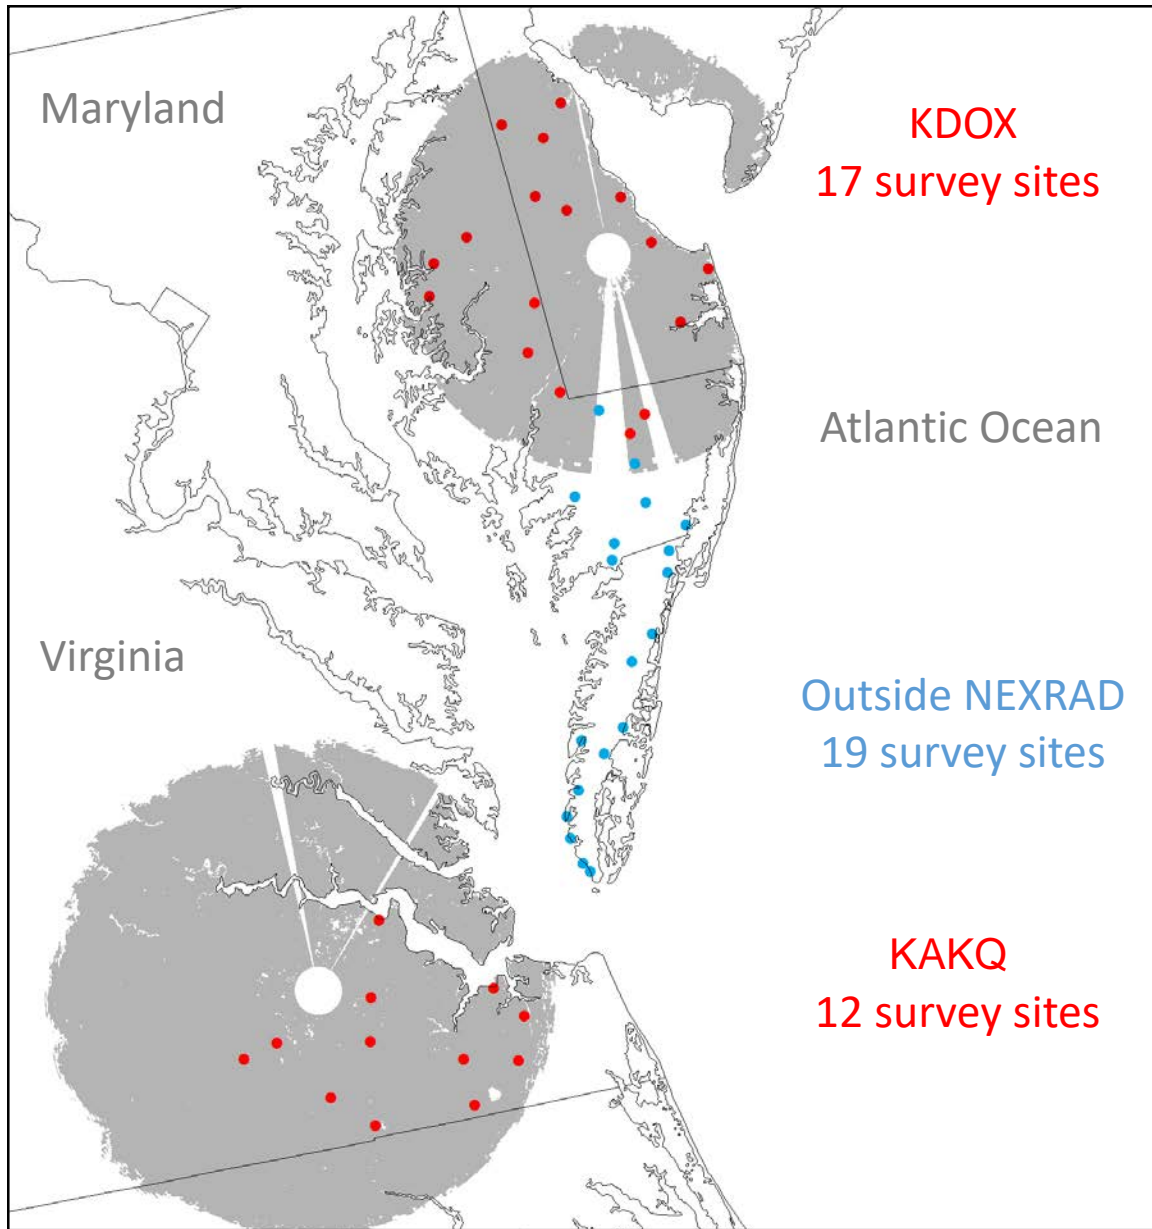 Maryland
KDOX
17 survey sites
Atlantic Ocean
Virginia
Outside NEXRAD
19 survey sites
KAKQ
12 survey sites